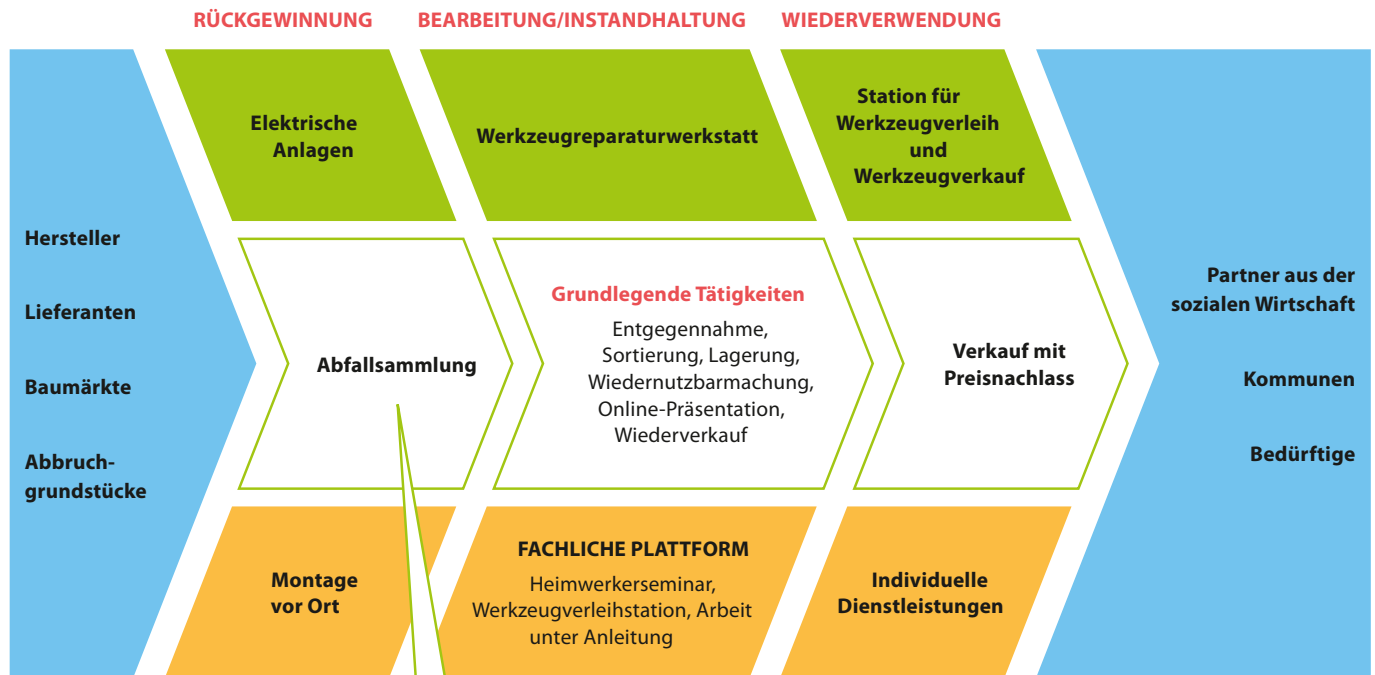 RÜCKGEWINNUNG
BEARBEITUNG/INSTANDHALTUNG
WIEDERVERWENDUNG
Hersteller
Lieferanten
Baumärkte
Abbruch-
grundstücke
Elektrische
Anlagen
Werkzeugreparaturwerkstatt
Station für
Werkzeugverleih
und
Werkzeugverkauf
Abfallsammlung
Grundlegende Tätigkeiten
Entgegennahme,
Sortierung, Lagerung,
Wiedernutzbarmachung,
Online-Präsentation,
Wiederverkauf
Verkauf mit
Preisnachlass
Montage
vor Ort
FACHLICHE PLATTFORM
Heimwerkerseminar,
Werkzeugverleihstation, Arbeit
unter Anleitung
Individuelle
Dienstleistungen
Partner aus der
sozialen Wirtschaft
Kommunen
Bedürftige